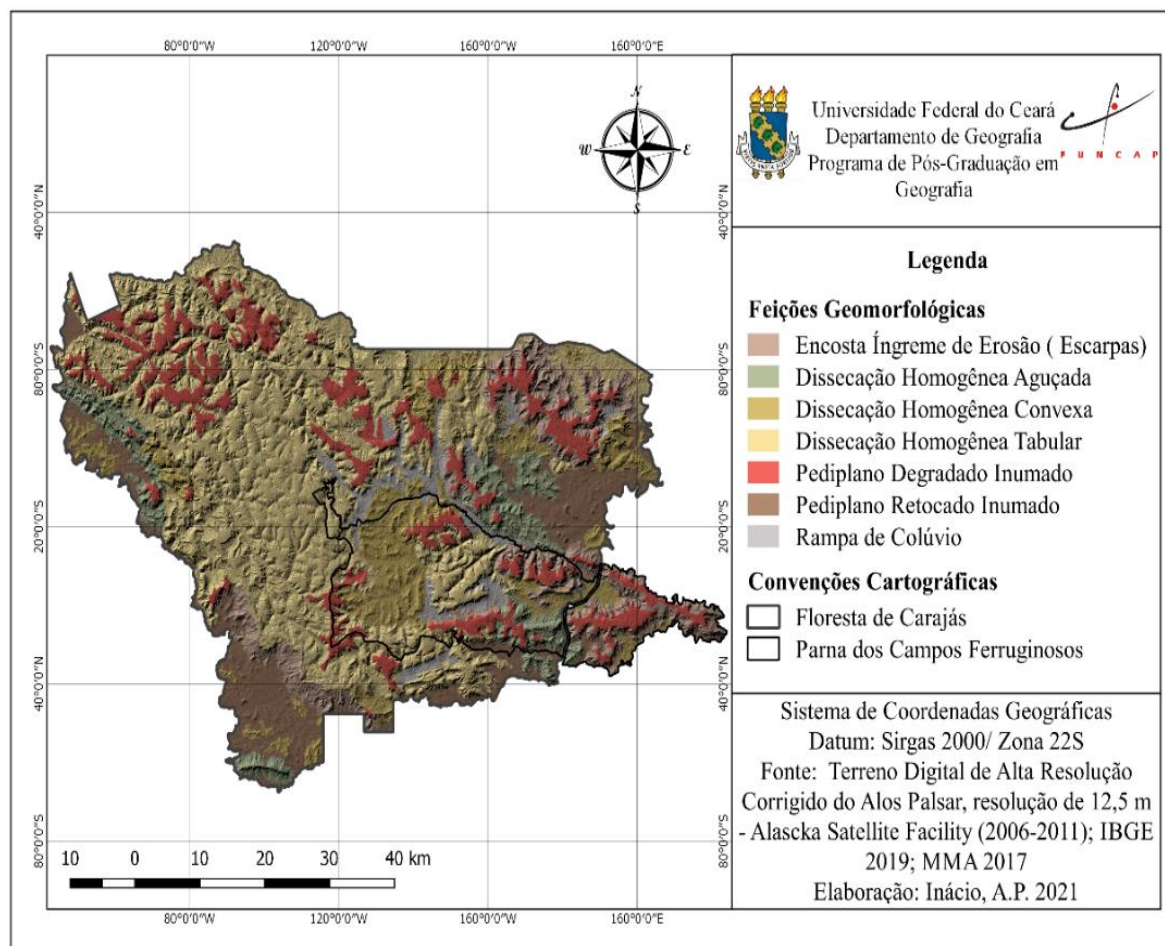 80°0'0"W 120°0'0"W 160°0'0"W 160°0'0"E
N
W E
S
40°0'0"N 40°0'0"N
80°0'0"S 80°0'0"S
20°0'0"S 20°0'0"S
40°0'0"N 40°0'0"N
80°0'0"S 80°0'0"S
10 0 10 20 30 40 km
80°0'0"W 120°0'0"W 160°0'0"W 160°0'0"E
Universidade Federal do Ceará
Departamento de Geografia
Programa de Pós-Graduação em
Geografia
FUNCAP
Legenda
Feições Geomorfológicas
Encosta Íngreme de Erosão ( Escarpas)
Dissecação Homogênea Aguçada
Dissecação Homogênea Convexa
Dissecação Homogênea Tabular
Pediplano Degradado Inumado
Pediplano Retocado Inumado
Rampa de Colúvio
Convenções Cartográficas
Floresta de Carajás
Parna dos Campos Ferruginosos
Sistema de Coordenadas Geográficas
Datum: Sirgas 2000/ Zona 22S
Fonte: Terreno Digital de Alta Resolução
Corrigido do Alos Palsar, resolução de 12,5 m
- Alascka Satellite Facility (2006-2011); IBGE
2019; MMA 2017
Elaboração: Inácio, A.P. 2021